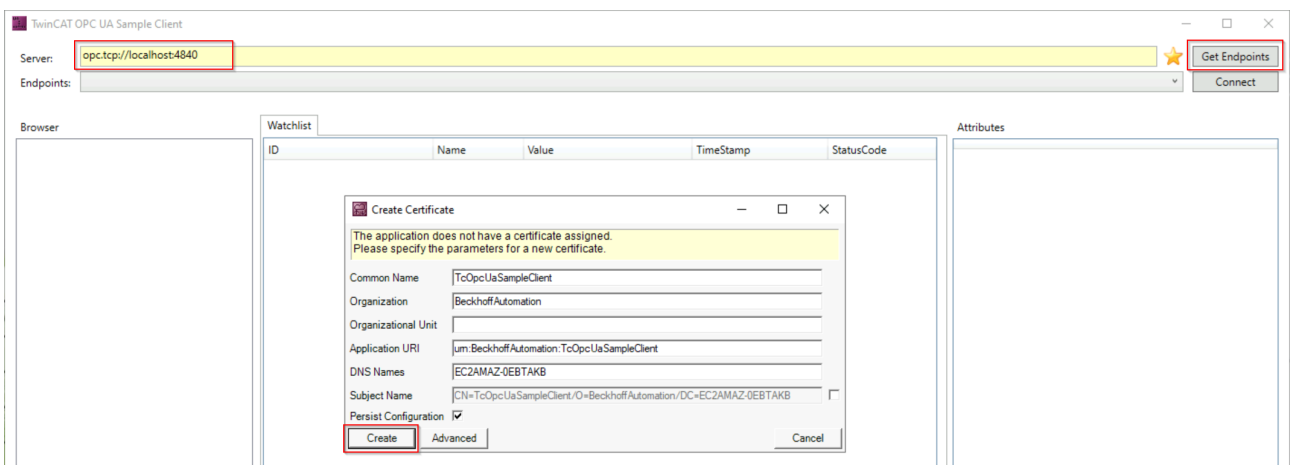 TwinCAT OPC UA Sample Client
Server: opc.tcp://localhost:4840 Get Endpoints
Endpoints: Connect
Browser Watchlist Attributes
ID Name Value TimeStamp StatusCode
Create Certificate
The application does not have a certificate assigned.
Please specify the parameters for a new certificate.
Common Name TcOpcUaSampleClient
Organization BeckhoffAutomation
Organizational Unit
Application URI urn:BeckhoffAutomation:TcOpcUaSampleClient
DNS Names EC2AMAZ-0EBTAKB
Subject Name CN=TcOpcUaSampleClient/O=BeckhoffAutomation/DC=EC2AMAZ-0EBTAKB
Persist Configuration
Create Advanced Cancel